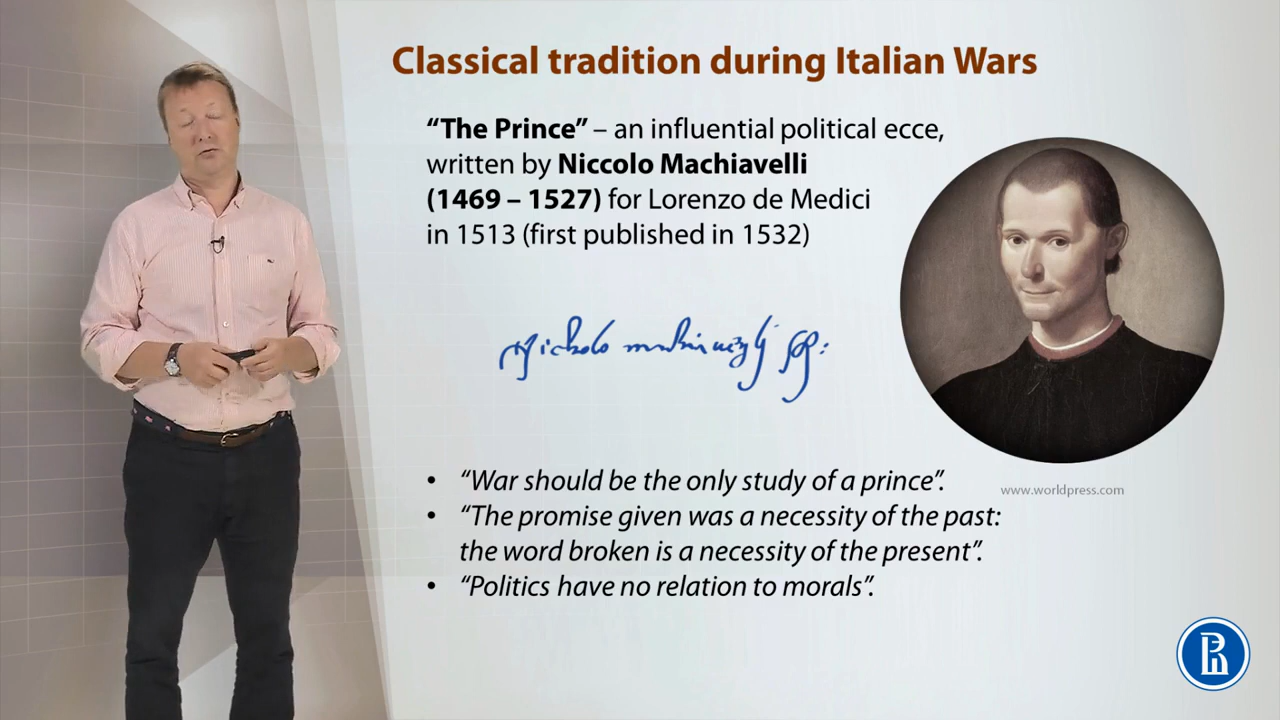 Classical tradition during Italian Wars
“The Prince” – an influential political ecce,
written by Niccolo Machiavelli
(1469 – 1527) for Lorenzo de Medici
in 1513 (first published in 1532)
• “War should be the only study of a prince”.
www.worldpress.com
• “The promise given was a necessity of the past:
the word broken is a necessity of the present”.
• “Politics have no relation to morals”.